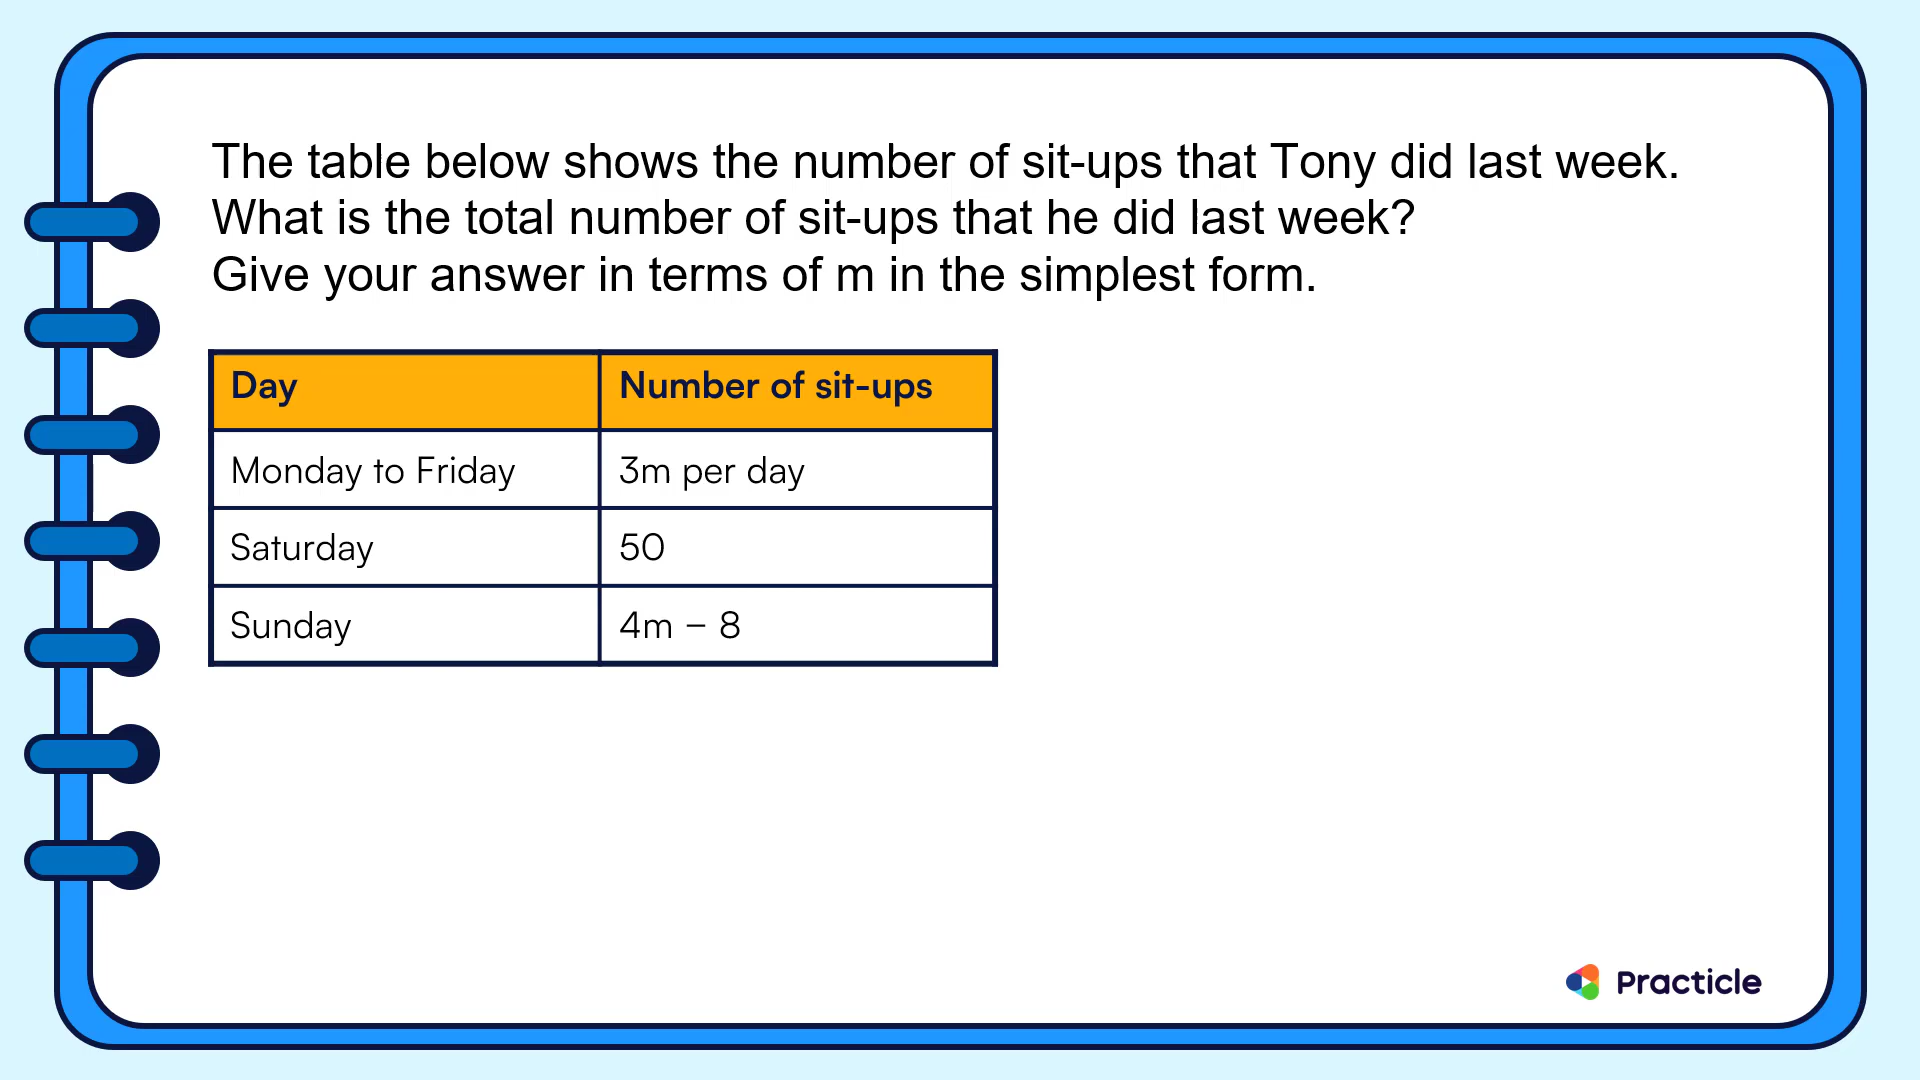 The table below shows the number of sit-ups that Tony did last week.
What is the total number of sit-ups that he did last week?
Give your answer in terms of m in the simplest form.
Day Number of sit-ups
Monday to Friday 3m per day
Saturday 50
Sunday 4m − 8
Practicle